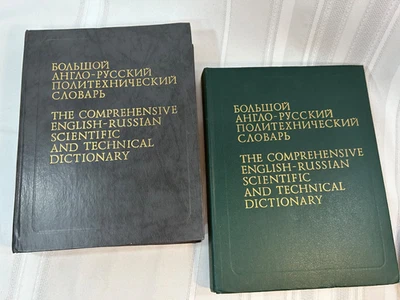 БОЛЬШОЙ
АНГЛО-РУССКИЙ
ПОЛИТЕХНИЧЕСКИЙ
СЛОВАРЬ
THE COMPREHENSIVE
ENGLISH-RUSSIAN
SCIENTIFIC
AND TECHNICAL
DICTIONARY
БОЛЬШОЙ
АНГЛО-РУССКИЙ
ПОЛИТЕХНИЧЕСКИЙ
СЛОВАРЬ
THE COMPREHENSIVE
ENGLISH-RUSSIAN
SCIENTIFIC
AND TECHNICAL
DICTIONARY